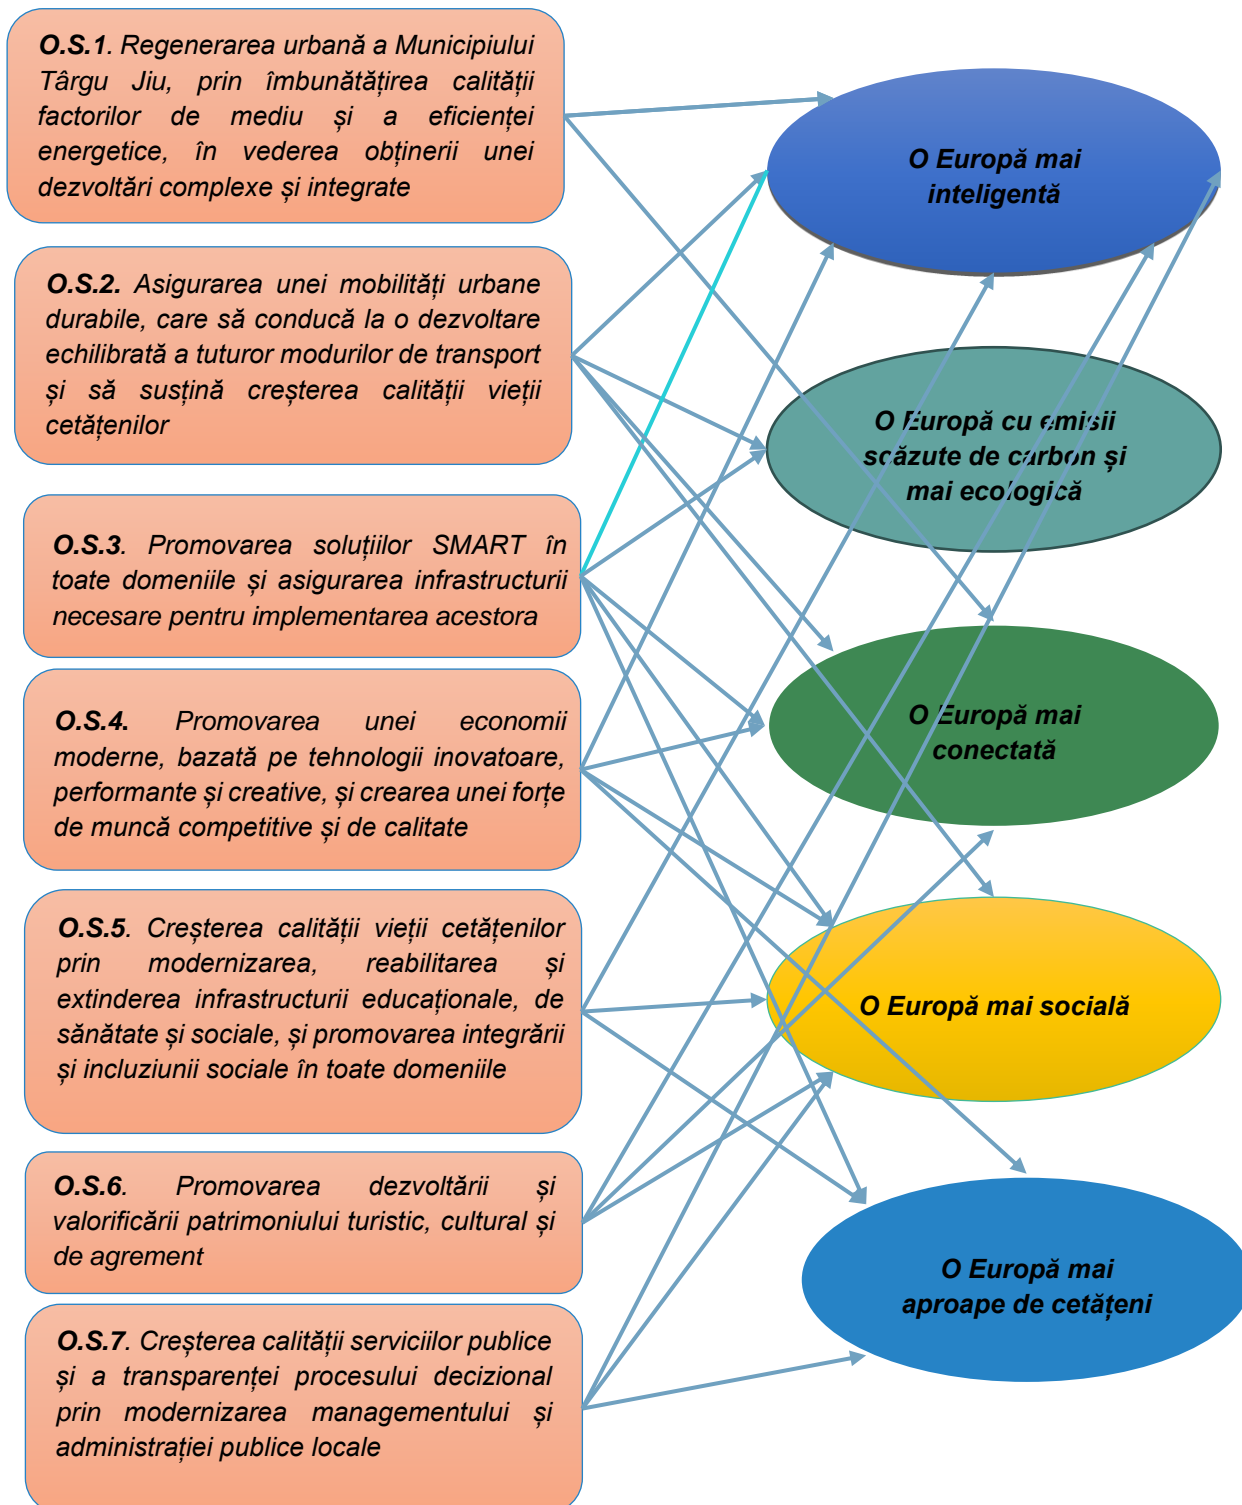 O.S.1. Regenerarea urbană a Municipiului
Târgu Jiu, prin îmbunătățirea calității
factorilor de mediu și a eficienței
energetice, în vederea obținerii unei
dezvoltări complexe și integrate
O.S.2. Asigurarea unei mobilități urbane
durabile, care să conducă la o dezvoltare
echilibrată a tuturor modurilor de transport
și să susțină creșterea calității vieții
cetățenilor
O.S.3. Promovarea soluțiilor SMART în
toate domeniile și asigurarea infrastructurii
necesare pentru implementarea acestora
O.S.4. Promovarea unei economii
moderne, bazată pe tehnologii inovatoare,
performante și creative, și crearea unei forțe
de muncă competitive și de calitate
O.S.5. Creșterea calității vieții cetățenilor
prin modernizarea, reabilitarea și
extinderea infrastructurii educaționale, de
sănătate și sociale, și promovarea integrării
și incluziunii sociale în toate domeniile
O.S.6. Promovarea dezvoltării și
valorificării patrimoniului turistic, cultural și
de agrement
O.S.7. Creșterea calității serviciilor publice
și a transparenței procesului decizional
prin modernizarea managementului și
administrației publice locale
O Europă mai
inteligentă
O Europă cu emisii
scăzute de carbon și
mai ecologică
O Europă mai
conectată
O Europă mai socială
O Europă mai
aproape de cetățeni